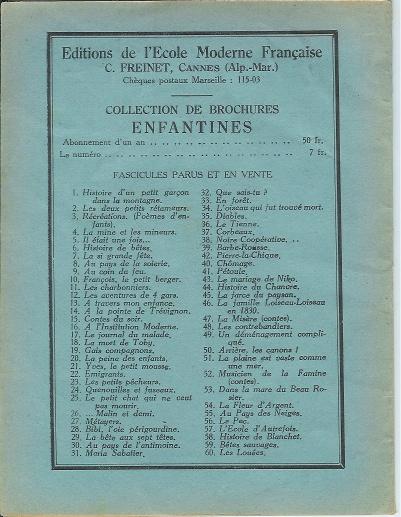 Editions de l'Ecole Moderne Française
C. FREINET, CANNES (Alp.-Mar.)
Chèques postaux Marseille : 115-03
COLLECTION DE BROCHURES
ENFANTINES
Abonnement d'un an .. .. .. .. .. .. .. .. .. .. 50 fr.
Le numéro .. .. .. .. .. .. .. .. .. .. .. .. 7 fr.
FASCICULES PARUS ET EN VENTE
1. Histoire d'un petit garçon
dans la montagne.
2. Les deux petits rétameurs.
3. Récréations. (Poèmes d'en-
fants).
4. La mine et les mineurs.
5. Il était une fois...
6. Histoire de bêtes.
7. La si grande fête.
8. Au pays de la soierie.
9. Au coin du feu.
10. François, le petit berger.
11. Les charbonniers.
12. Les aventures de 4 gars.
13. A travers mon enfance.
14. A la pointe de Trévignon.
15. Contes du soir.
16. A l'Institution Moderne.
17. Le journal du malade.
18. La mort de Toby.
19. Gais compagnons.
20. La peine des enfants.
21. Yves, le petit mousse.
22. Emigrants.
23. Les petits pêcheurs.
24. Quenouilles et fuseaux.
25. Le petit chat qui ne veut
pas mourir.
26. ...Malin et demi.
27. Métayers.
28. Bibi, l'oie périgourdine.
29. La bête aux sept têtes.
30. Au pays de l'antimoine.
31. Maria Sabatier.
32. Que sais-tu ?
33. En forêt.
34. L'oiseau qui fut trouvé mort.
35. Diables.
36. Le Tienne.
37. Corbeaux.
38. Notre Coopérative. ..
39. Barbe-Rousse.
40. Chômage.
41. Pétoule.
42. Pierre-la-Chique.
43. Le mariage de Niko.
44. Histoire du Chanvre.
45. La farce du paysan.
46. La famille Loiseau-Loiseau
en 1830.
47. La Misère (contes).
48. Les contrebandiers.
49. Un déménagement compli-
qué.
50. Arrière, les canons !
51. La plaine est vaste comme
une mer.
52. Musicien de la Famine
(contes).
53. Dans la mare du Beau Ro-
sier.
54. La Fleur d'Argent.
55. Au Pays des Neiges.
56. Le Pec.
57. L'Ecole d'Autrefois.
58. Histoire de Blanchet.
59. Bêtes sauvages.
60. Les Louées.